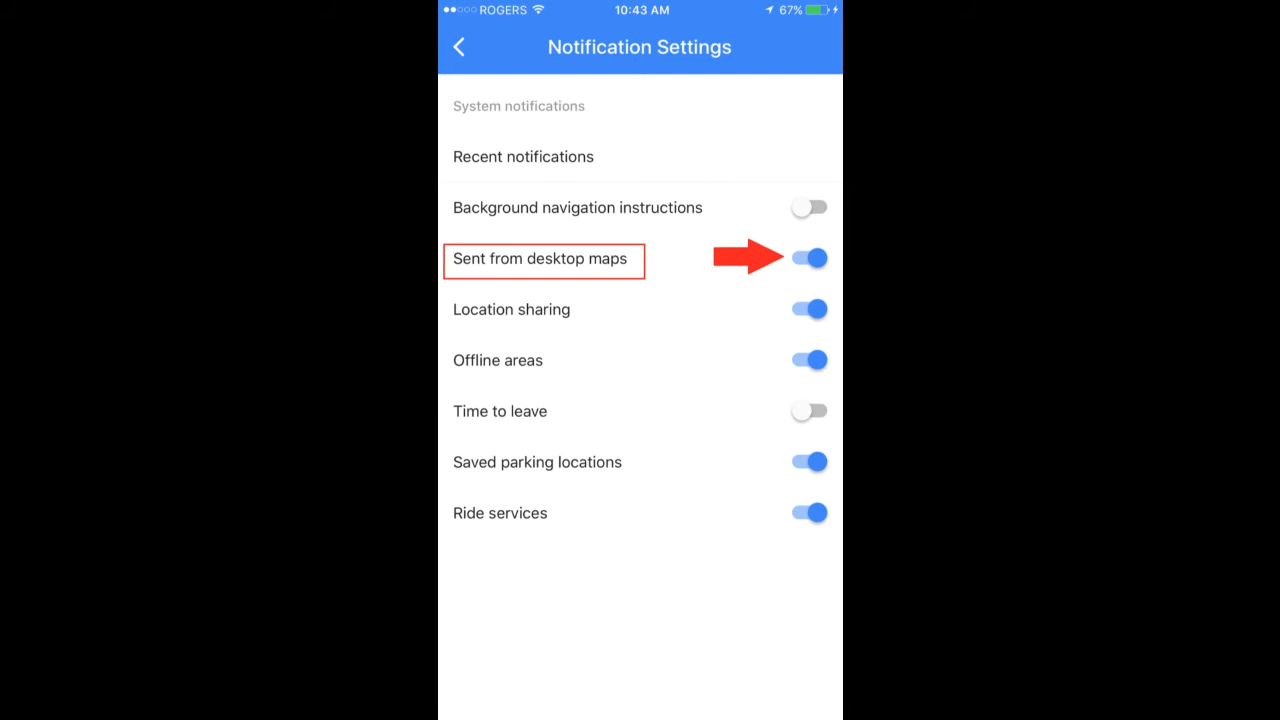 ROGERS 10:43 AM 67%
Notification Settings
System notifications
Recent notifications
Background navigation instructions
Sent from desktop maps
Location sharing
Offline areas
Time to leave
Saved parking locations
Ride services